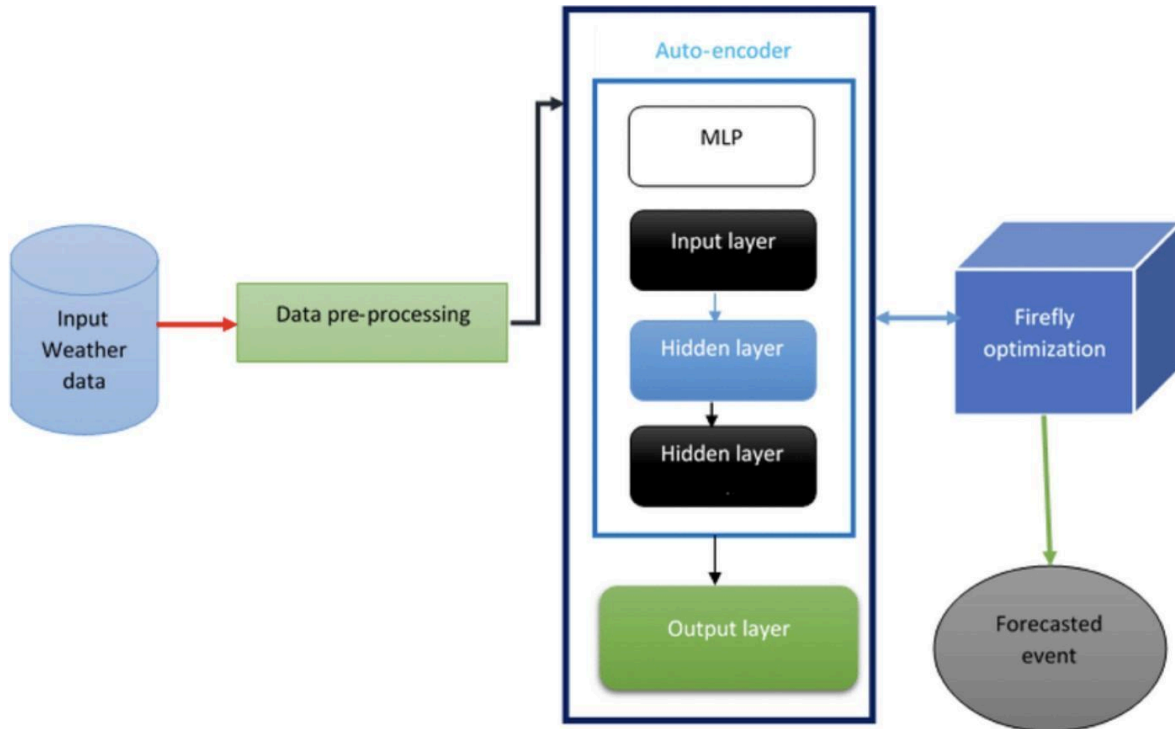 Auto-encoder
MLP
Input layer
Hidden layer
Hidden layer
Output layer
Input
Weather
data
Data pre-processing
Firefly
optimization
Forecasted
event